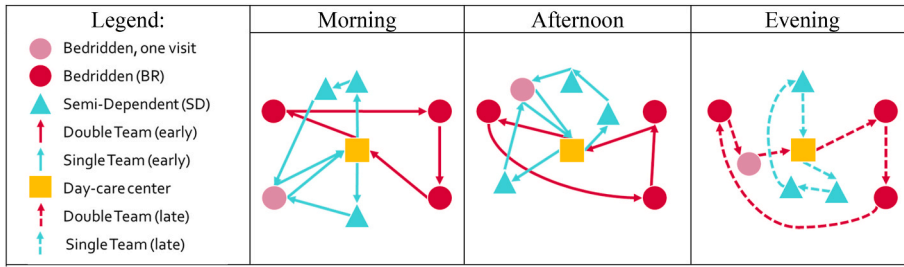 Legend:
Morning
Afternoon
Evening
Bedridden, one visit
Bedridden (BR)
Semi-Dependent (SD)
Double Team (early)
Single Team (early)
Day-care center
Double Team (late)
Single Team (late)